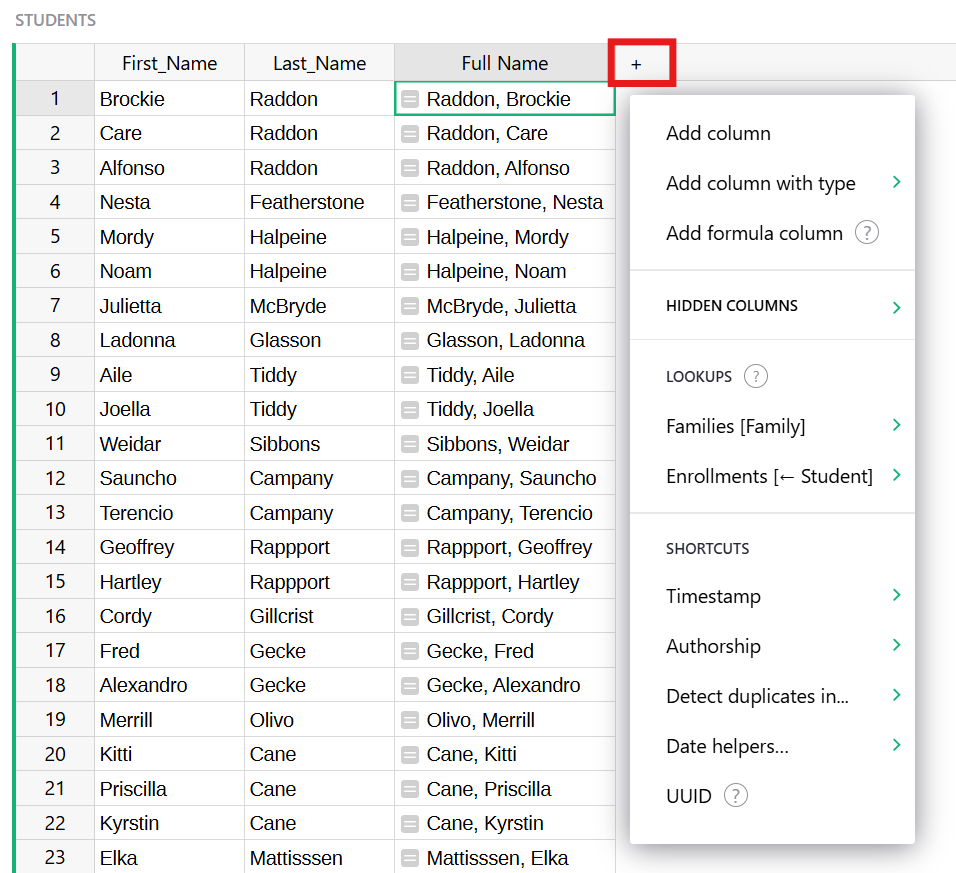 STUDENTS
First_Name Last_Name Full Name +
1 Brockie Raddon Raddon, Brockie
2 Care Raddon Raddon, Care
3 Alfonso Raddon Raddon, Alfonso
4 Nesta Featherstone Featherstone, Nesta
5 Mordy Halpeine Halpeine, Mordy
6 Noam Halpeine Halpeine, Noam
7 Julietta McBryde McBryde, Julietta
8 Ladonna Glasson Glasson, Ladonna
9 Aile Tiddy Tiddy, Aile
10 Joella Tiddy Tiddy, Joella
11 Weidar Sibbons Sibbons, Weidar
12 Sauncho Campany Campany, Sauncho
13 Terencio Campany Campany, Terencio
14 Geoffrey Rappport Rappport, Geoffrey
15 Hartley Rappport Rappport, Hartley
16 Cordy Gillcrist Gillcrist, Cordy
17 Fred Gecke Gecke, Fred
18 Alexandro Gecke Gecke, Alexandro
19 Merrill Olivo Olivo, Merrill
20 Kitti Cane Cane, Kitti
21 Priscilla Cane Cane, Priscilla
22 Kyrstin Cane Cane, Kyrstin
23 Elka Mattisssen Mattisssen, Elka
Add column
Add column with type
Add formula column ?
HIDDEN COLUMNS
LOOKUPS ?
Families [Family]
Enrollments [← Student]
SHORTCUTS
Timestamp
Authorship
Detect duplicates in...
Date helpers...
UUID ?